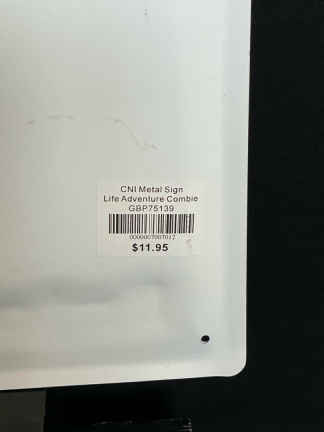 CNI Metal Sign
Life Adventure Combie
GBP75139
$11.95